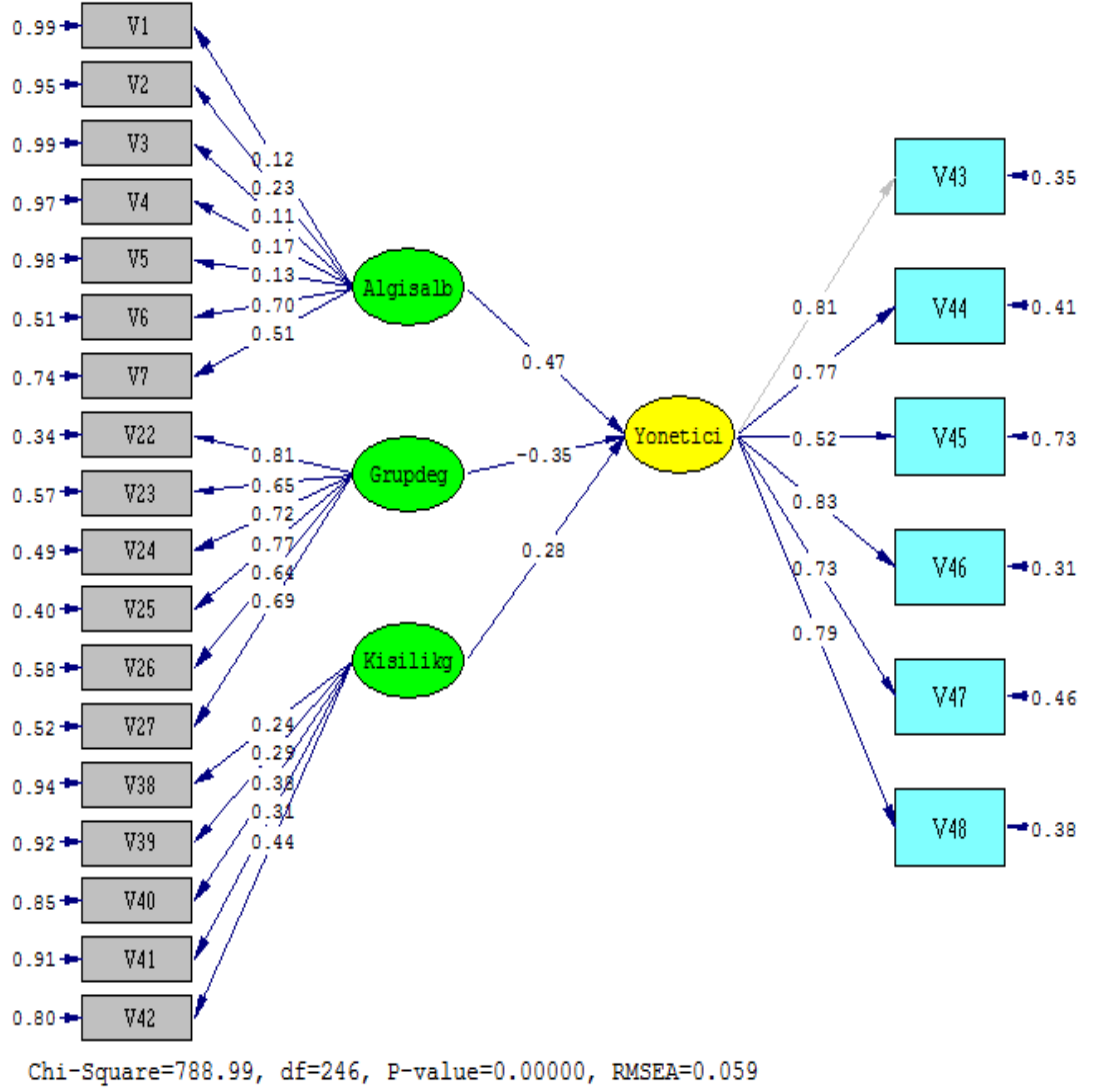 0.99 V1
0.95 V2
0.99 V3
0.97 V4
0.98 V5
0.51 V6
0.74 V7
0.34 V22
0.57 V23
0.49 V24
0.40 V25
0.58 V26
0.52 V27
0.94 V38
0.92 V39
0.85 V40
0.91 V41
0.80 V42
0.12
0.23
0.11
0.17
0.13
0.70
0.51
0.81
0.65
0.72
0.77
0.64
0.69
0.24
0.29
0.38
0.31
0.44
Algisalb
Grupdeg
Kisilikg
0.47
-0.35
0.28
Yonetici
0.81
0.77
0.52
0.83
0.73
0.79
V43 0.35
V44 0.41
V45 0.73
V46 0.31
V47 0.46
V48 0.38
Chi-Square=788.99, df=246, P-value=0.00000, RMSEA=0.059